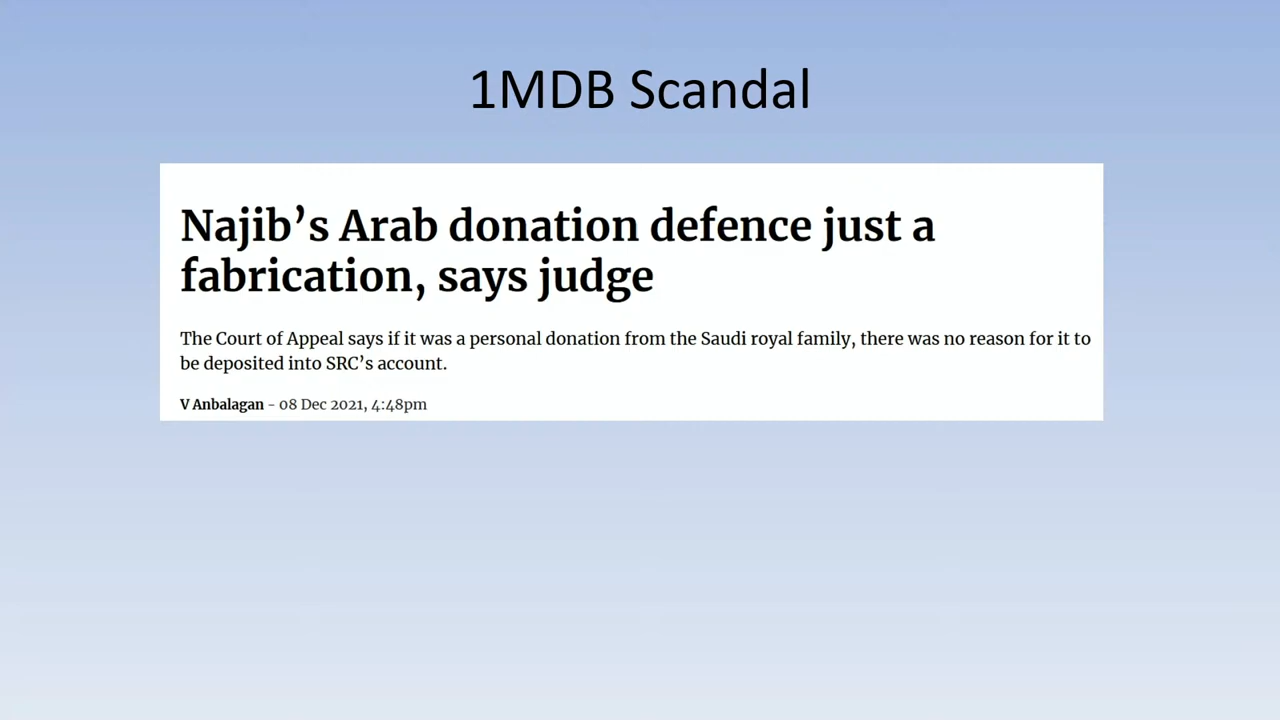 1MDB Scandal
Najib’s Arab donation defence just a
fabrication, says judge
The Court of Appeal says if it was a personal donation from the Saudi royal family, there was no reason for it to
be deposited into SRC’s account.
V Anbalagan - 08 Dec 2021, 4:48pm